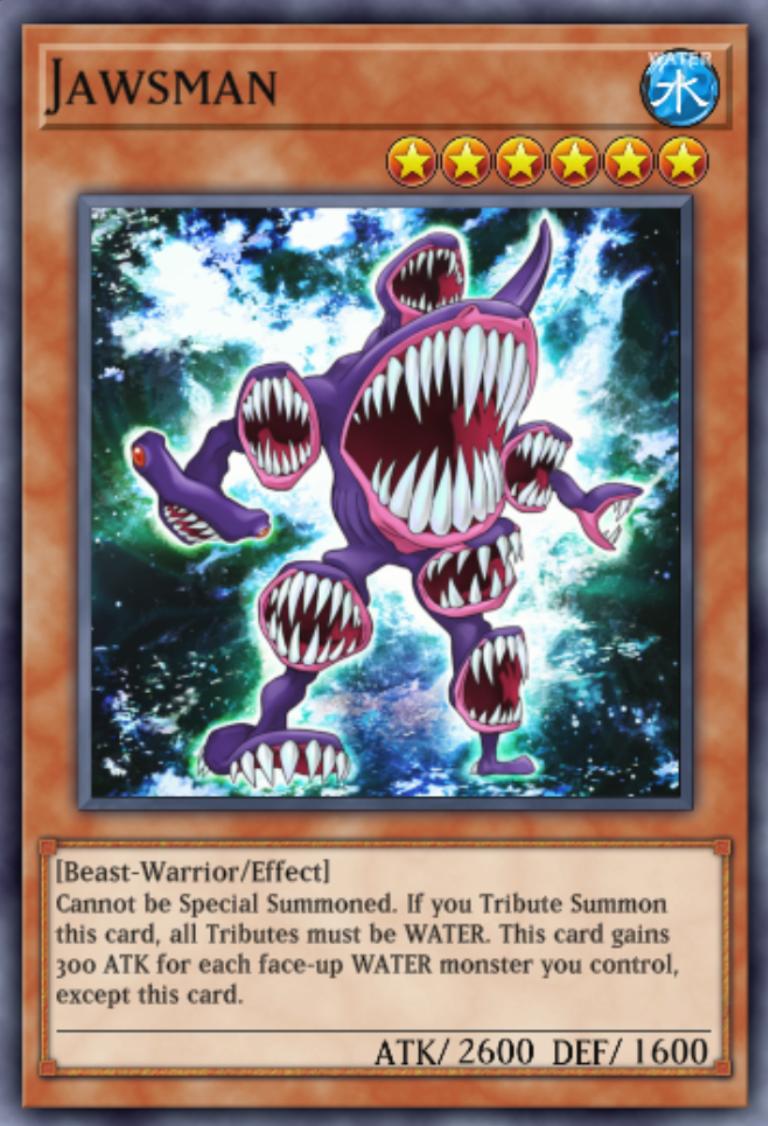 Jawsman
WATER
水
[Beast-Warrior/Effect]
Cannot be Special Summoned. If you Tribute Summon
this card, all Tributes must be WATER. This card gains
300 ATK for each face-up WATER monster you control,
except this card.
ATK/ 2600 DEF/ 1600